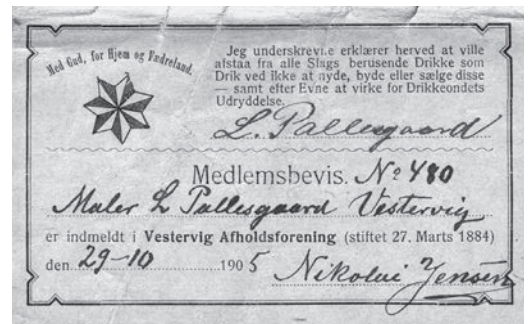 Med Gud, for Hjem og Fædreland.
Jeg underskrevne erklærer herved at ville
afstaa fra alle Slags berusende Drikke som
Drik ved ikke at nyde, byde eller sælge disse
— samt efter Evne at virke for Drikkeondets
Udryddelse.
L. Pallesgaard
Medlemsbevis. No 480
Maler L Pallesgaard Vestervig
er indmeldt i Vestervig Afholdsforening (stiftet 27. Marts 1884)
den 29-10 1905 Nikolai Jensen